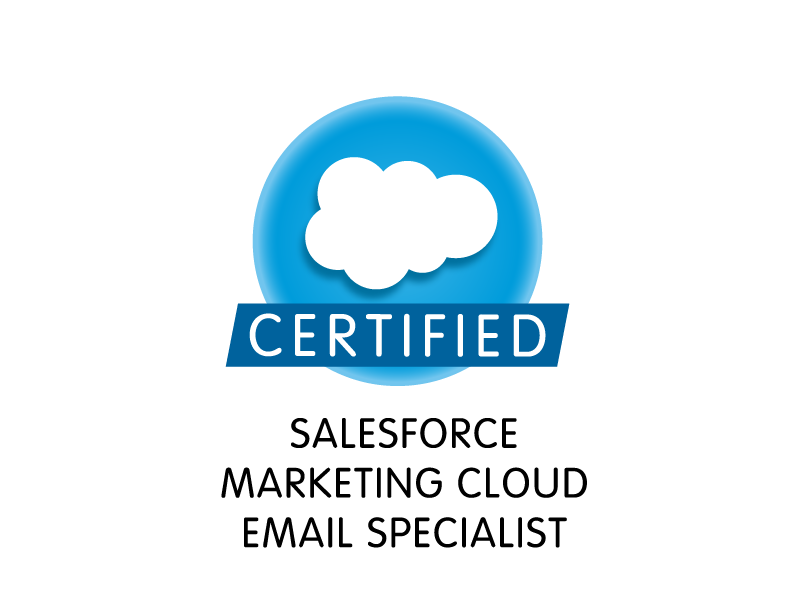 CERTIFIED
SALESFORCE
MARKETING CLOUD
EMAIL SPECIALIST